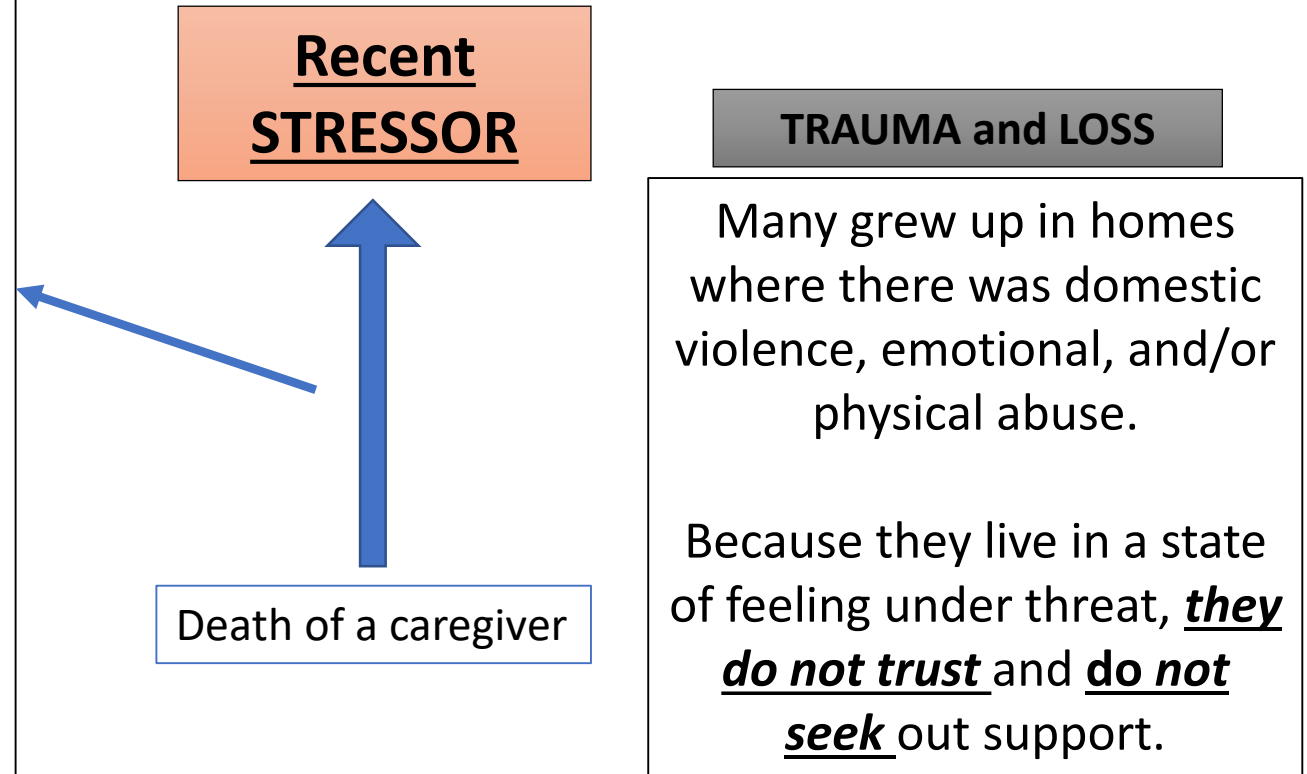 Recent
STRESSOR
Death of a caregiver
TRAUMA and LOSS
Many grew up in homes
where there was domestic
violence, emotional, and/or
physical abuse.
Because they live in a state
of feeling under threat, they
do not trust and do not
seek out support.